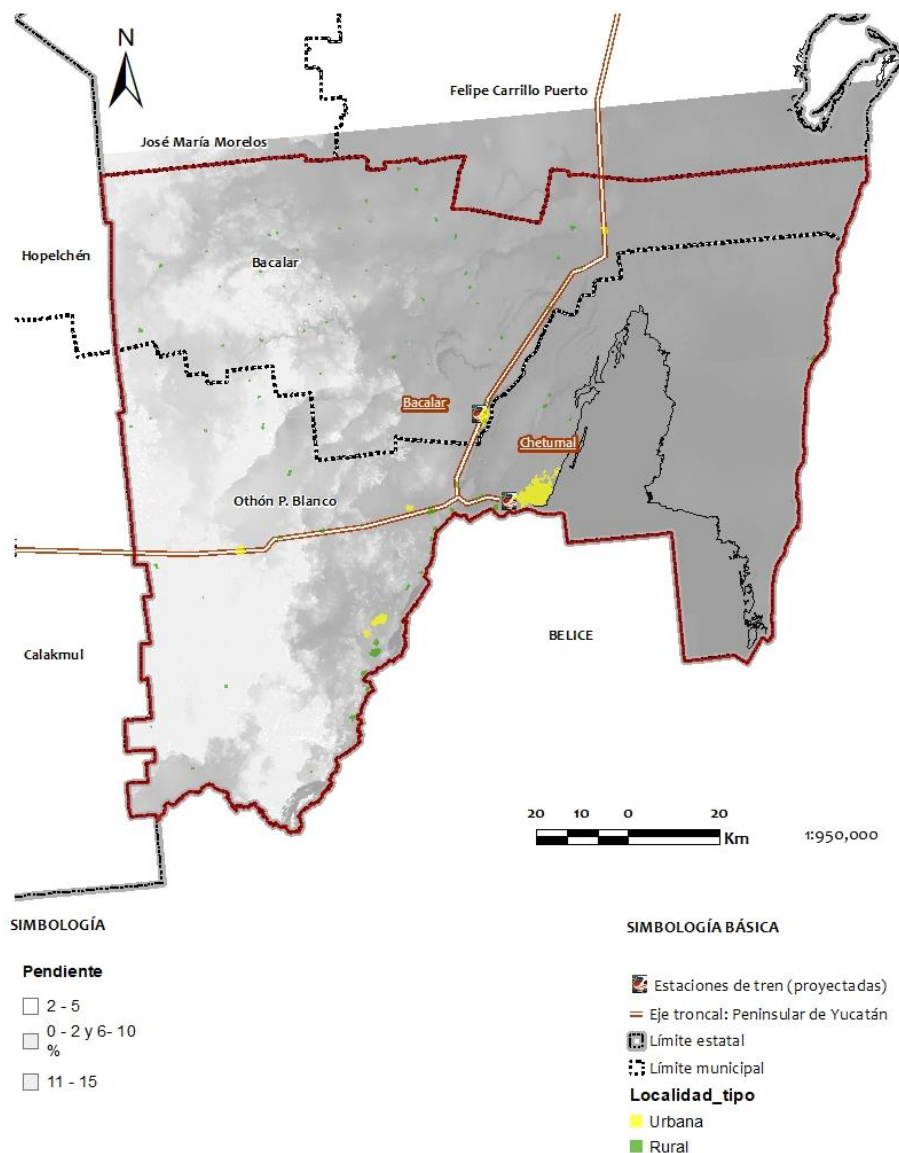 N
Felipe Carrillo Puerto
José María Morelos
Hopelchén
Bacalar
Bacalar
Chetumal
Othón P. Blanco
BELICE
Calakmul
20 10 0 20
Km
1:950,000
SIMBOLOGÍA
Pendiente
2 - 5
0 - 2 y 6- 10
%
11 - 15
SIMBOLOGÍA BÁSICA
Estaciones de tren (proyectadas)
Eje troncal: Peninsular de Yucatán
Límite estatal
Límite municipal
Localidad_tipo
Urbana
Rural